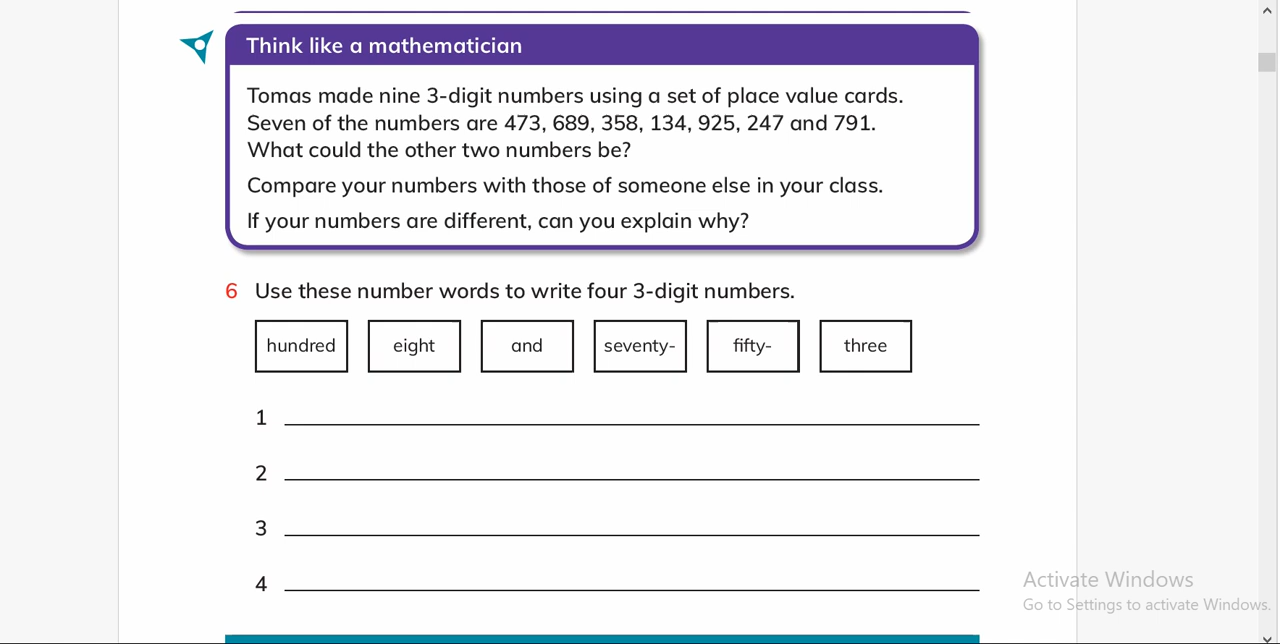 Think like a mathematician
Tomas made nine 3-digit numbers using a set of place value cards.
Seven of the numbers are 473, 689, 358, 134, 925, 247 and 791.
What could the other two numbers be?
Compare your numbers with those of someone else in your class.
If your numbers are different, can you explain why?
6 Use these number words to write four 3-digit numbers.
hundred eight and seventy- fifty- three
1
2
3
4
Activate Windows
Go to Settings to activate Windows.